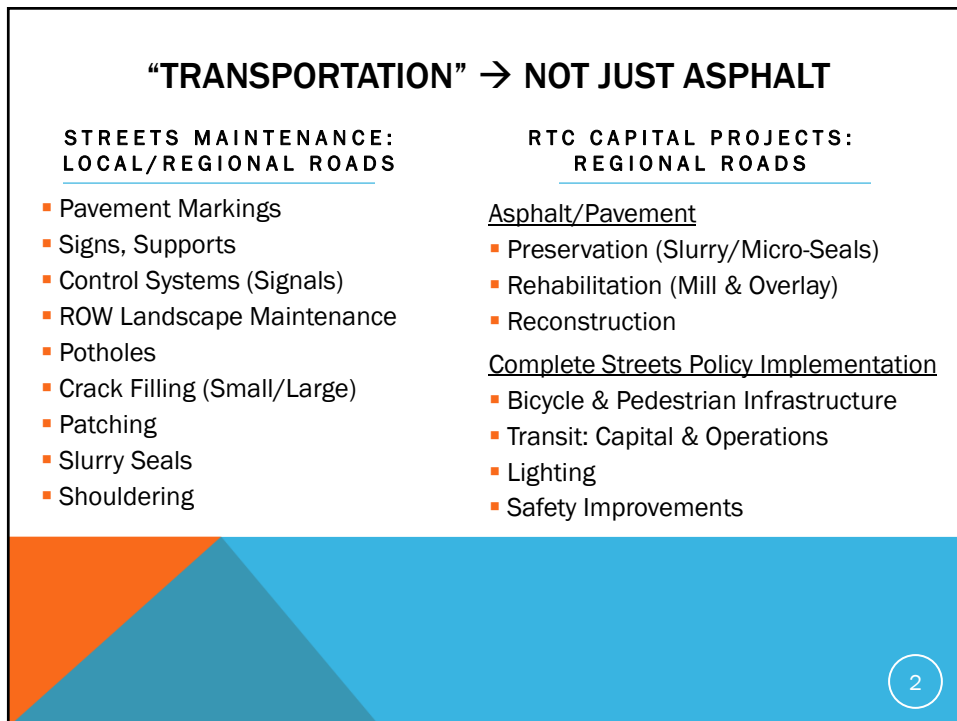 “TRANSPORTATION” → NOT JUST ASPHALT
STREETS MAINTENANCE:
LOCAL/REGIONAL ROADS
▪ Pavement Markings
▪ Signs, Supports
▪ Control Systems (Signals)
▪ ROW Landscape Maintenance
▪ Potholes
▪ Crack Filling (Small/Large)
▪ Patching
▪ Slurry Seals
▪ Shouldering
RTC CAPITAL PROJECTS:
REGIONAL ROADS
Asphalt/Pavement
▪ Preservation (Slurry/Micro-Seals)
▪ Rehabilitation (Mill & Overlay)
▪ Reconstruction
Complete Streets Policy Implementation
▪ Bicycle & Pedestrian Infrastructure
▪ Transit: Capital & Operations
▪ Lighting
▪ Safety Improvements
2